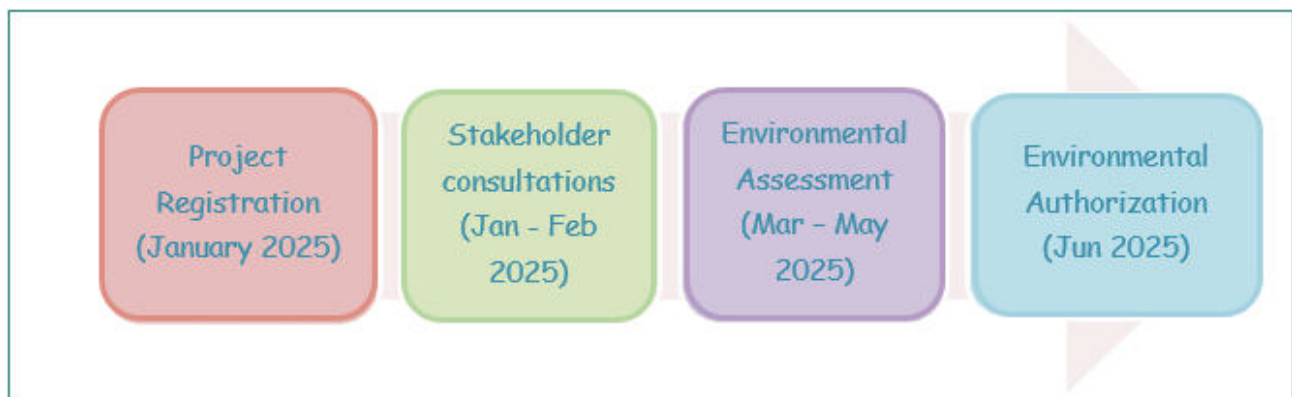 Project
Registration
(January 2025)
Stakeholder
consultations
(Jan - Feb
2025)
Environmental
Assessment
(Mar – May
2025)
Environmental
Authorization
(Jun 2025)